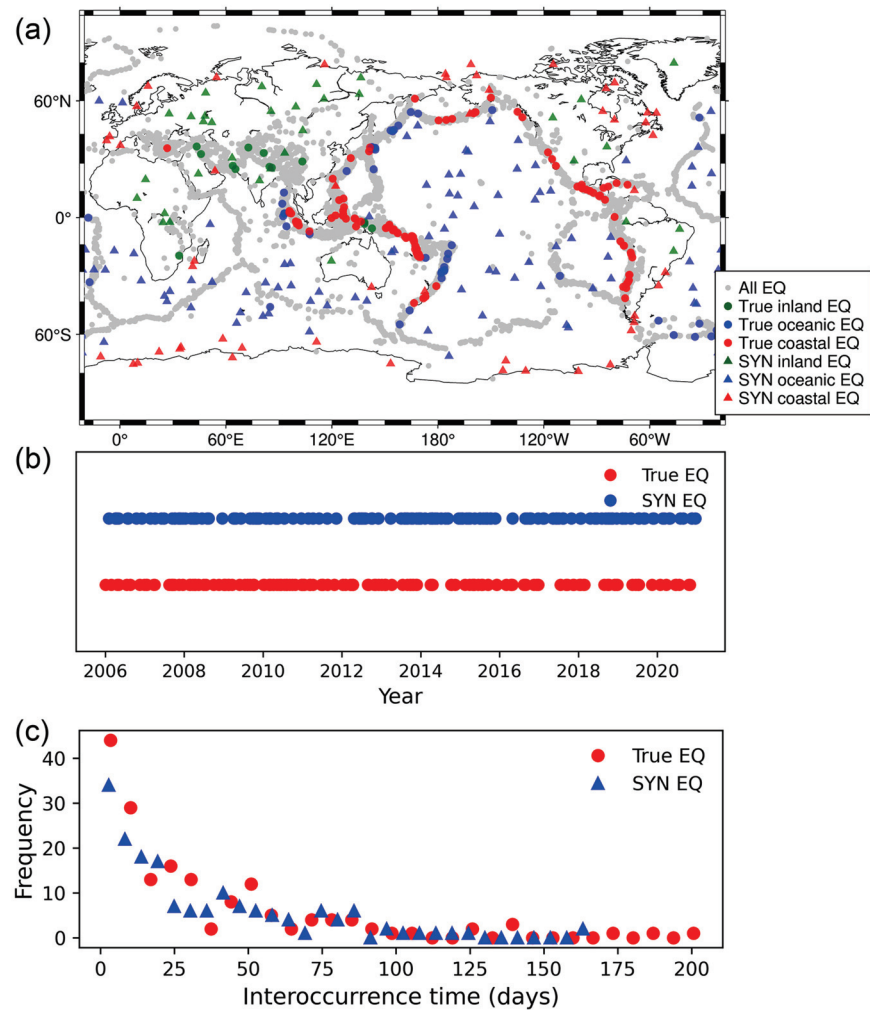 (a)
60°N
0°
60°S
0°
60°E
120°E
180°
120°W
60°W
All EQ
True inland EQ
True oceanic EQ
True coastal EQ
SYN inland EQ
SYN oceanic EQ
SYN coastal EQ
(b)
True EQ
SYN EQ
2006 2008 2010 2012 2014 2016 2018 2020
Year
(c)
True EQ
SYN EQ
40
30
20
10
0
Frequency
0 25 50 75 100 125 150 175 200
Interoccurrence time (days)